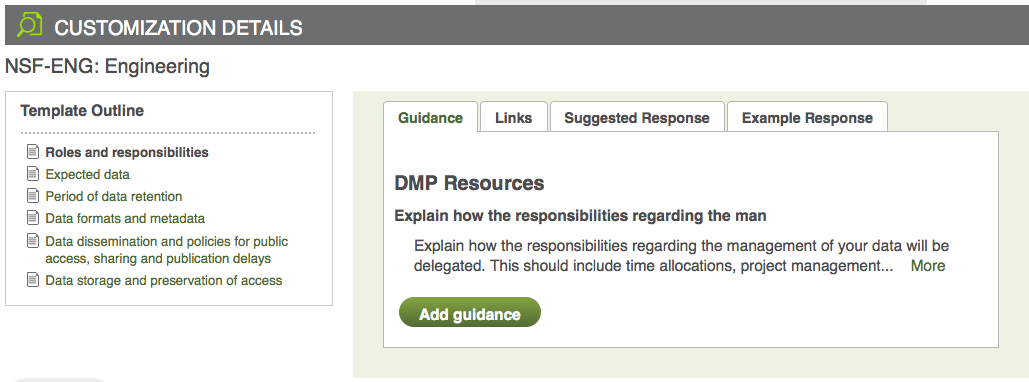 CUSTOMIZATION DETAILS
NSF-ENG: Engineering
Template Outline
Roles and responsibilities
Expected data
Period of data retention
Data formats and metadata
Data dissemination and policies for public
access, sharing and publication delays
Data storage and preservation of access
Guidance Links Suggested Response Example Response
DMP Resources
Explain how the responsibilities regarding the man
Explain how the responsibilities regarding the management of your data will be
delegated. This should include time allocations, project management... More
Add guidance